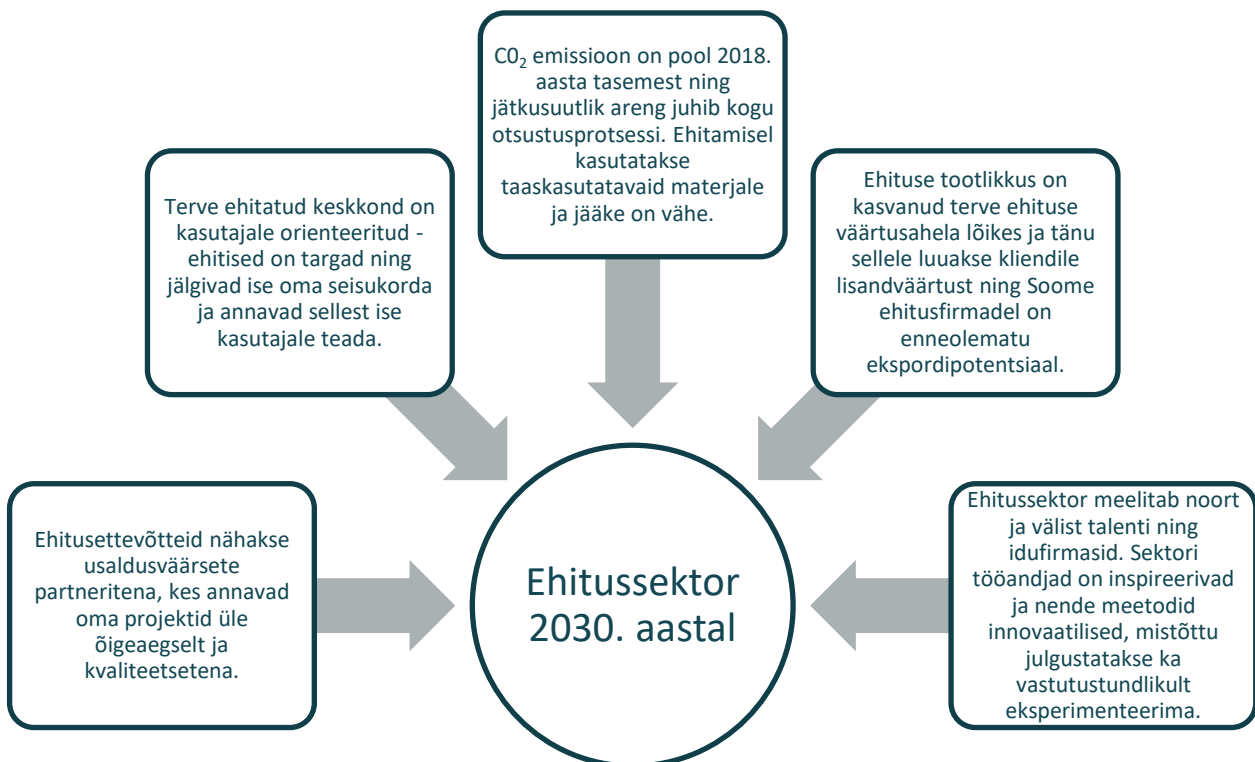 C0₂ emissioon on pool 2018.
aasta tasemest ning
jätkusuutlik areng juhib kogu
otsustusprotsessi. Ehitamisel
kasutatakse
taaskasutatavaid materjale
ja jääke on vähe.
Terve ehitatud keskkond on
kasutajale orienteeritud -
ehitised on targad ning
jälgivad ise oma seisukorda
ja annavad sellest ise
kasutajale teada.
Ehituse tootlikkus on
kasvanud terve ehituse
väärtusahela lõikes ja tänu
sellele luuakse kliendile
lisandväärtust ning Soome
ehitusfirmadel on
enneolematu
ekspordipotentsiaal.
Ehitusettevõtteid nähakse
usaldusväärsete
partneritena, kes annavad
oma projektid üle
õigeaegselt ja
kvaliteetsetena.
Ehitussektor
2030. aastal
Ehitussektor meelitab noort
ja välist talenti ning
idufirmasid. Sektori
tööandjad on inspireerivad
ja nende meetodid
innovaatilised, mistõttu
julgustatakse ka
vastutustundlikult
eksperimenteerima.